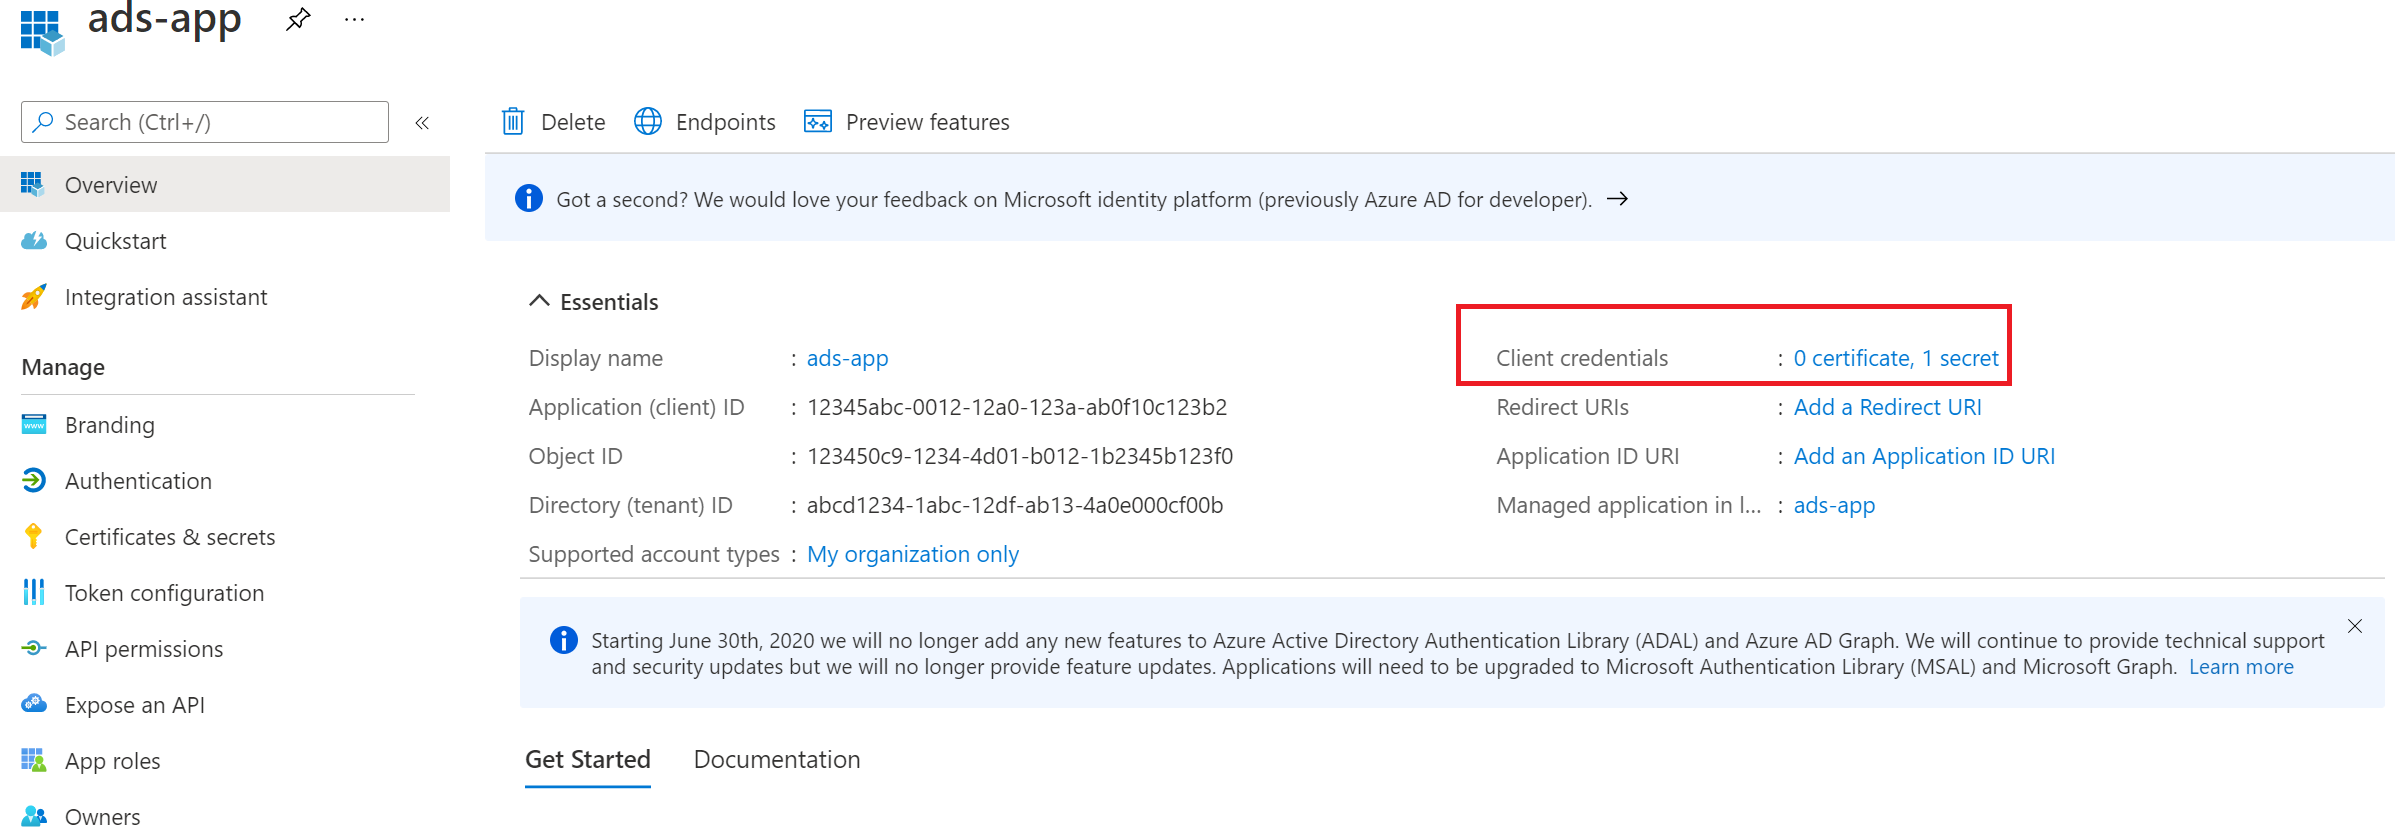 ads-app
...
Search (Ctrl+/)
«
Overview
Quickstart
Integration assistant
Manage
Branding
www
Authentication
Certificates & secrets
Token configuration
API permissions
Expose an API
App roles
Owners
Delete Endpoints Preview features
Got a second? We would love your feedback on Microsoft identity platform (previously Azure AD for developer). →
Essentials
Display name : ads-app
Application (client) ID : 12345abc-0012-12a0-123a-ab0f10c123b2
Object ID : 123450c9-1234-4d01-b012-1b2345b123f0
Directory (tenant) ID : abcd1234-1abc-12df-ab13-4a0e000cf00b
Supported account types : My organization only
Client credentials : 0 certificate, 1 secret
Redirect URIs : Add a Redirect URI
Application ID URI : Add an Application ID URI
Managed application in l... : ads-app
Starting June 30th, 2020 we will no longer add any new features to Azure Active Directory Authentication Library (ADAL) and Azure AD Graph. We will continue to provide technical support
and security updates but we will no longer provide feature updates. Applications will need to be upgraded to Microsoft Authentication Library (MSAL) and Microsoft Graph. Learn more
Get Started Documentation